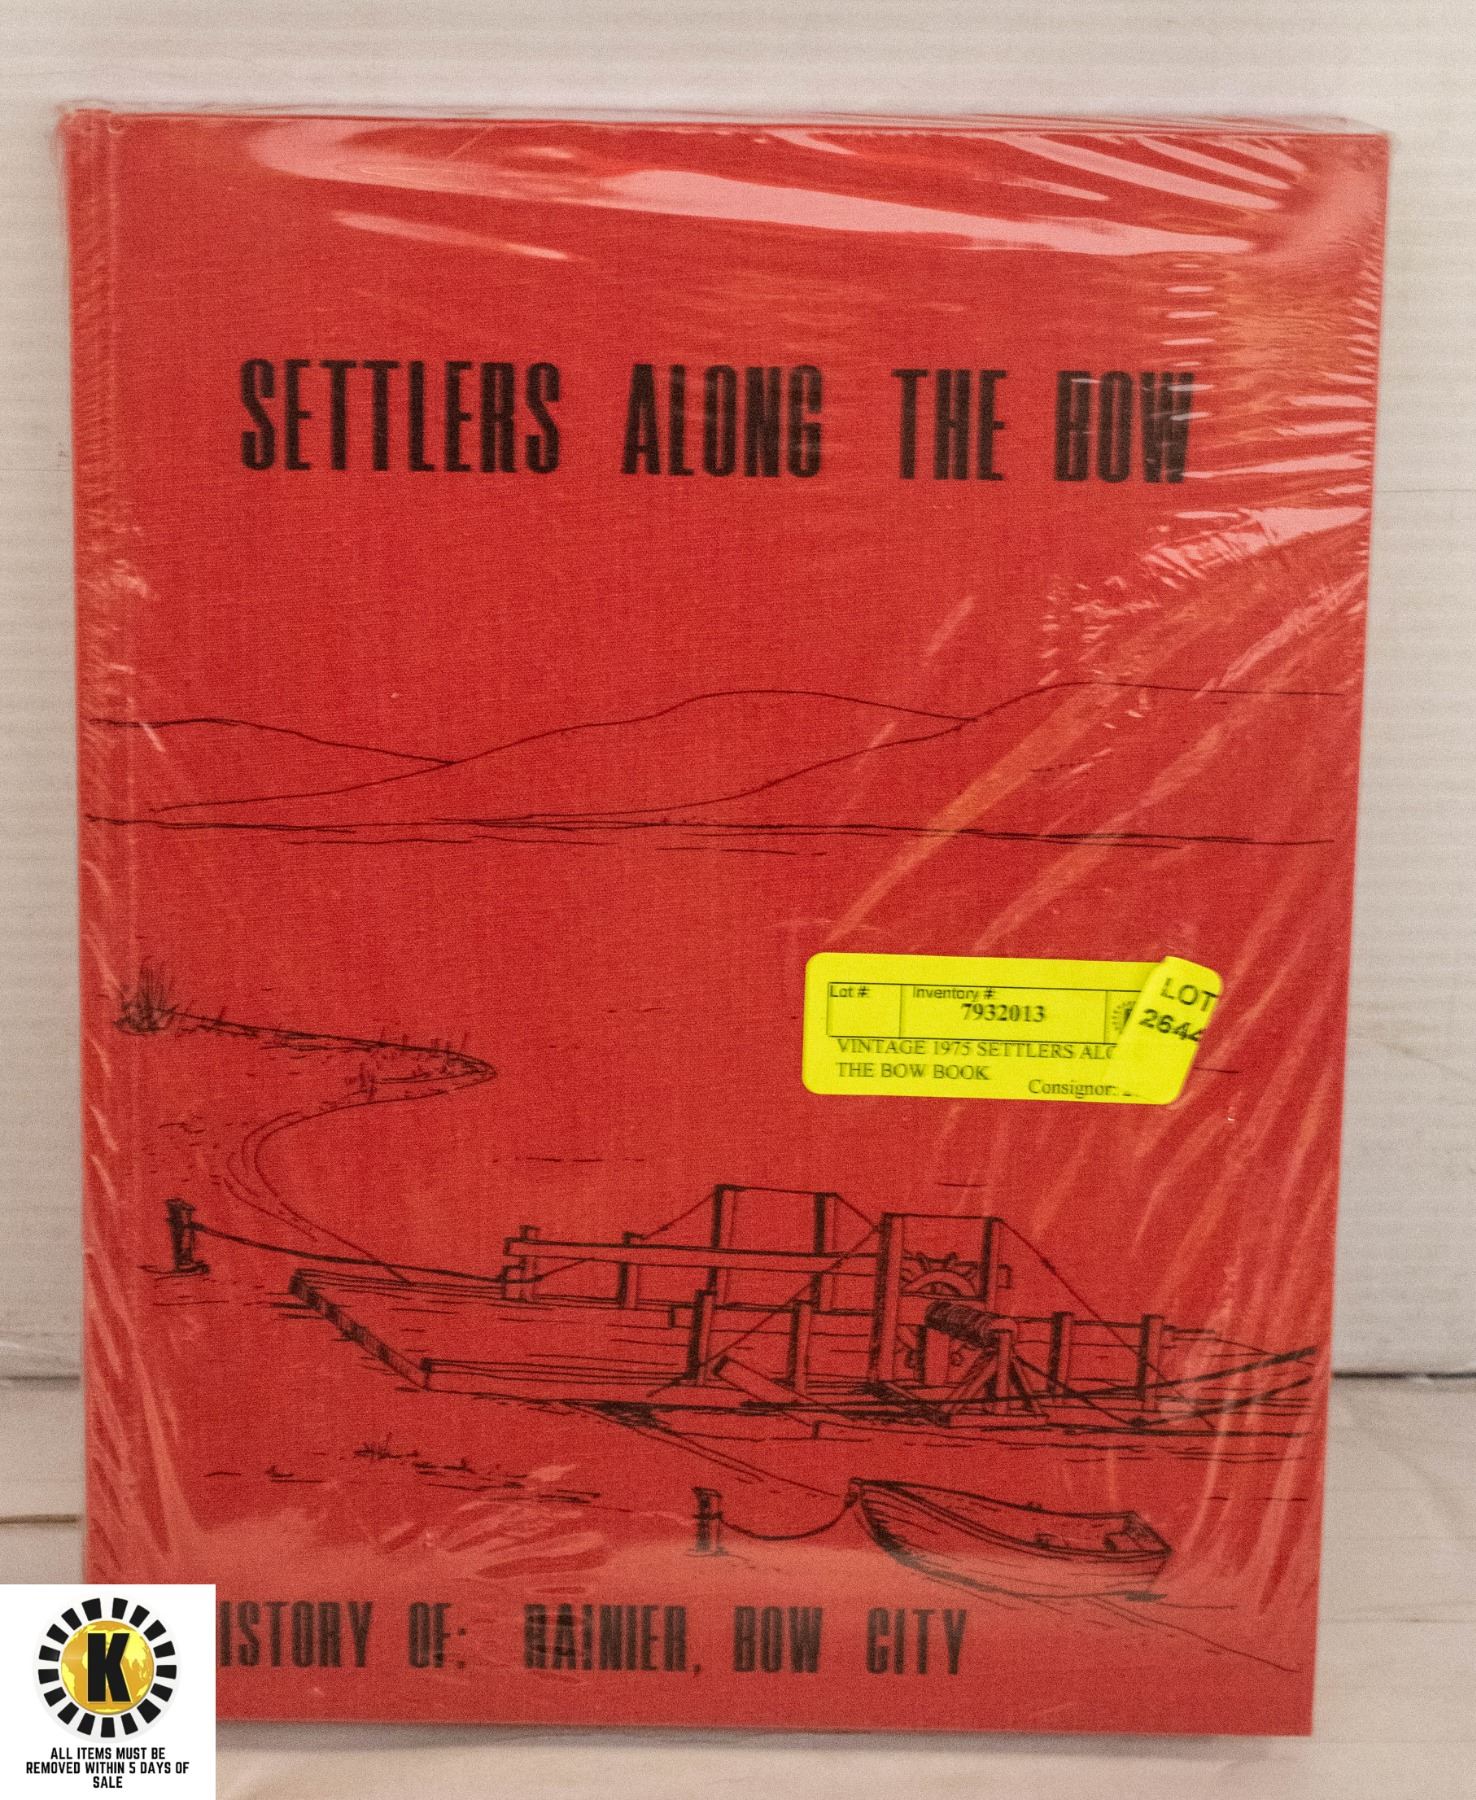 SETTLERS ALONG THE BOW
Lot #:
Inventory #:
7932013
LOT
2644
VINTAGE 1975 SETTLERS ALO
THE BOW BOOK
Consignor:
ISTORY OF: RAINIER, BOW CITY
K
ALL ITEMS MUST BE
REMOVED WITHIN 5 DAYS OF
SALE